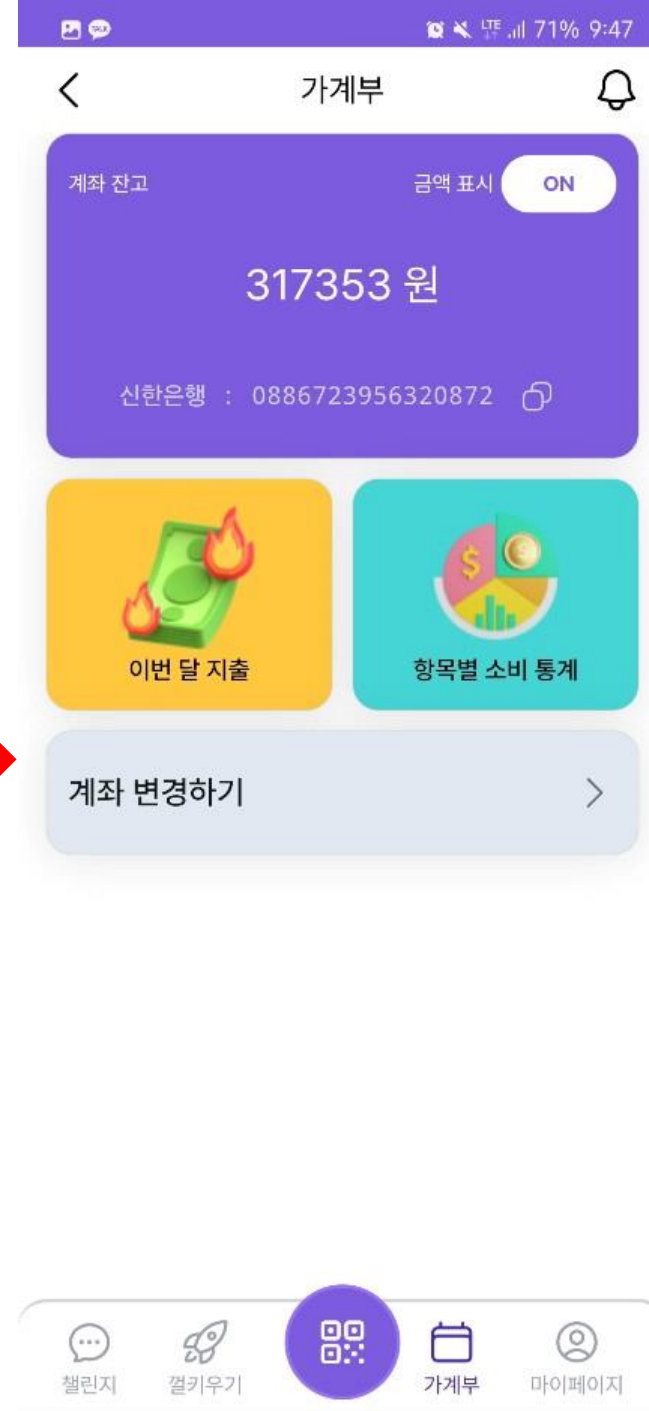 TALK LTE 71% 9:47
가계부
계좌 잔고 금액 표시 ON
317353 원
신한은행 : 0886723956320872
이번 달 지출 항목별 소비 통계
계좌 변경하기
챌린지 껄키우기 가계부 마이페이지